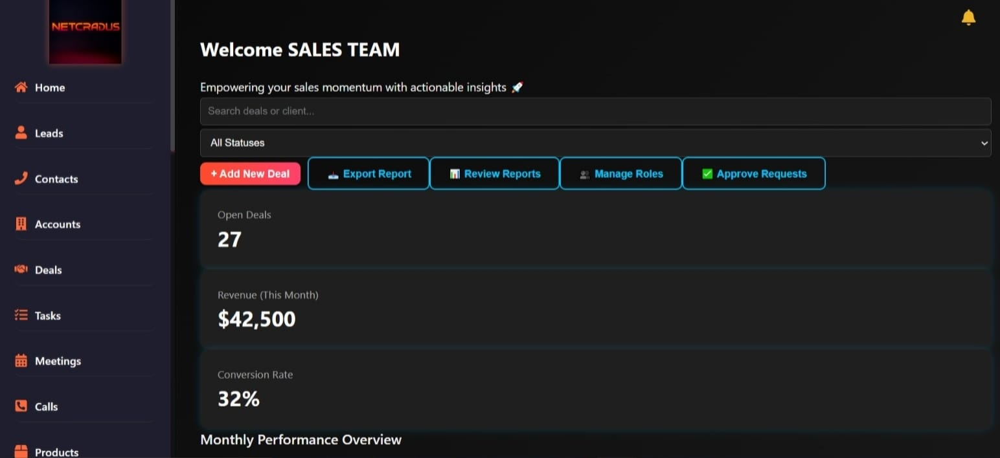 NETCRADUS
Home
Leads
Contacts
Accounts
Deals
Tasks
Meetings
Calls
Products
Welcome SALES TEAM
Empowering your sales momentum with actionable insights 🚀
Search deals or client...
All Statuses
+ Add New Deal
📤 Export Report
📊 Review Reports
👥 Manage Roles
✅ Approve Requests
Open Deals
27
Revenue (This Month)
$42,500
Conversion Rate
32%
Monthly Performance Overview